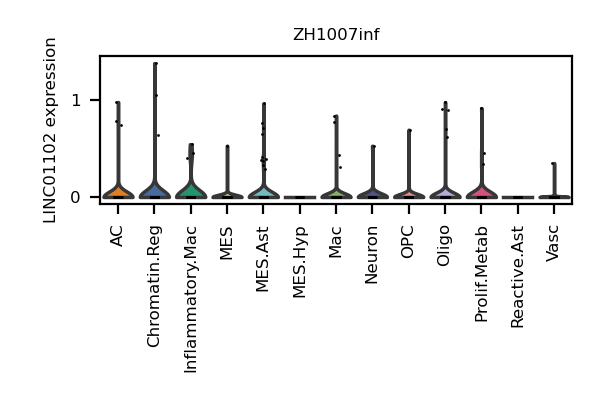 ZH1007inf
LINC01102 expression
1
0
AC
Chromatin.Reg
Inflammatory.Mac
MES
MES.Ast
MES.Hyp
Mac
Neuron
OPC
Oligo
Prolif.Metab
Reactive.Ast
Vasc